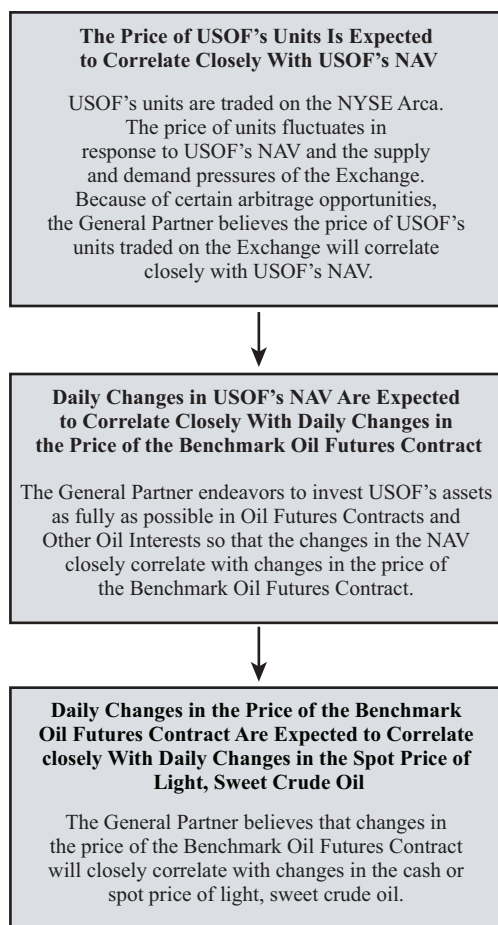 The Price of USOF's Units Is Expected
to Correlate Closely With USOF's NAV
USOF's units are traded on the NYSE Arca.
The price of units fluctuates in
response to USOF's NAV and the supply
and demand pressures of the Exchange.
Because of certain arbitrage opportunities,
the General Partner believes the price of USOF's
units traded on the Exchange will correlate
closely with USOF's NAV.
Daily Changes in USOF's NAV Are Expected
to Correlate Closely With Daily Changes in
the Price of the Benchmark Oil Futures Contract
The General Partner endeavors to invest USOF's assets
as fully as possible in Oil Futures Contracts and
Other Oil Interests so that the changes in the NAV
closely correlate with changes in the price of
the Benchmark Oil Futures Contract.
Daily Changes in the Price of the Benchmark
Oil Futures Contract Are Expected to Correlate
closely With Daily Changes in the Spot Price of
Light, Sweet Crude Oil
The General Partner believes that changes in
the price of the Benchmark Oil Futures Contract
will closely correlate with changes in the cash or
spot price of light, sweet crude oil.